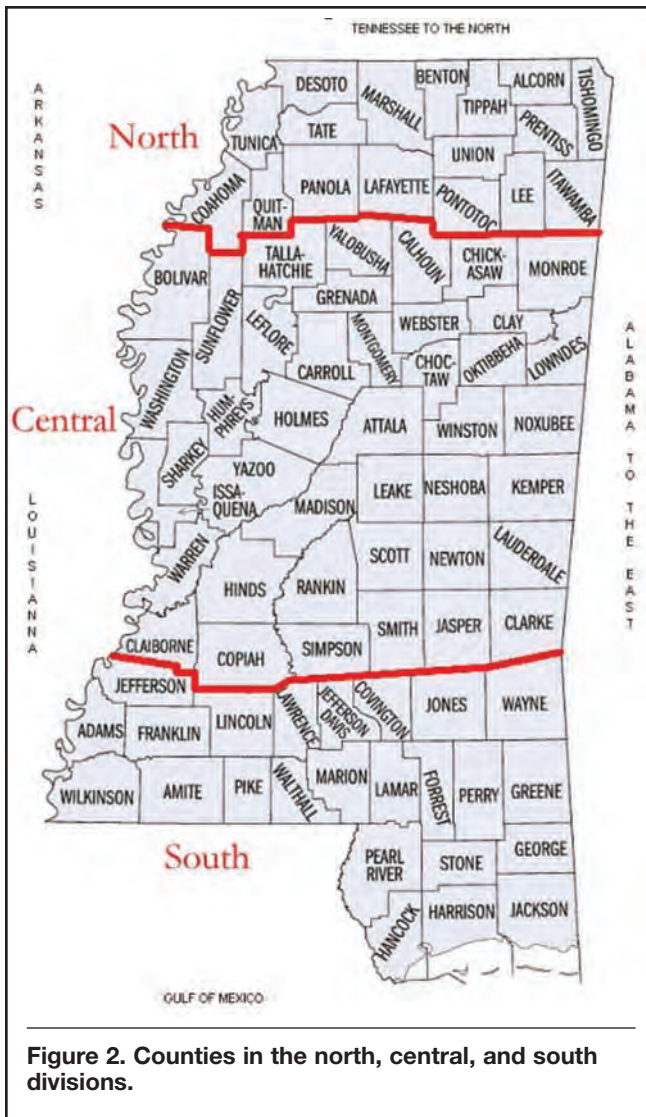 TENNESSEE TO THE NORTH
ARKANSAS
North
DESOTO
MARSHALL
BENTON
TIPPAH
ALCORN
TISHOMINGO
PRENTISS
TUNICA
TATE
UNION
COAHOMA
QUIT-
MAN
PANOLA
LAFAYETTE
PONTOTOC
LEE
ITAWAMBA
BOLIVAR
SUNFLOWER
TALLA-
HATCHIE
YALOBUSHA
CALHOUN
CHICK-
ASAW
MONROE
GRENADA
LEFLORE
CARROLL
MONTGOMERY
WEBSTER
CLAY
CHOC-
TAW
OKTIBBEHA
LOWNDES
ALABAMA TO THE EAST
Central
WASHINGTON
HUM-
PHREYS
HOLMES
ATTALA
WINSTON
NOXUBEE
SHARKEY
YAZOO
ISSA-
QUENA
MADISON
LEAKE
NESHOBA
KEMPER
LOUISIANNA
WARREN
HINDS
RANKIN
SCOTT
NEWTON
LAUDERDALE
CLAIBORNE
COPIAH
SIMPSON
SMITH
JASPER
CLARKE
JEFFERSON
ADAMS
FRANKLIN
LINCOLN
LAWRENCE
JEFFERSON
DAVIS
COVINGTON
JONES
WAYNE
WILKINSON
AMITE
PIKE
WALTHALL
MARION
LAMAR
FORREST
PERRY
GREENE
South
PEARL
RIVER
STONE
GEORGE
HANCOCK
HARRISON
JACKSON
GULF OF MEXICO
Figure 2. Counties in the north, central, and south
divisions.